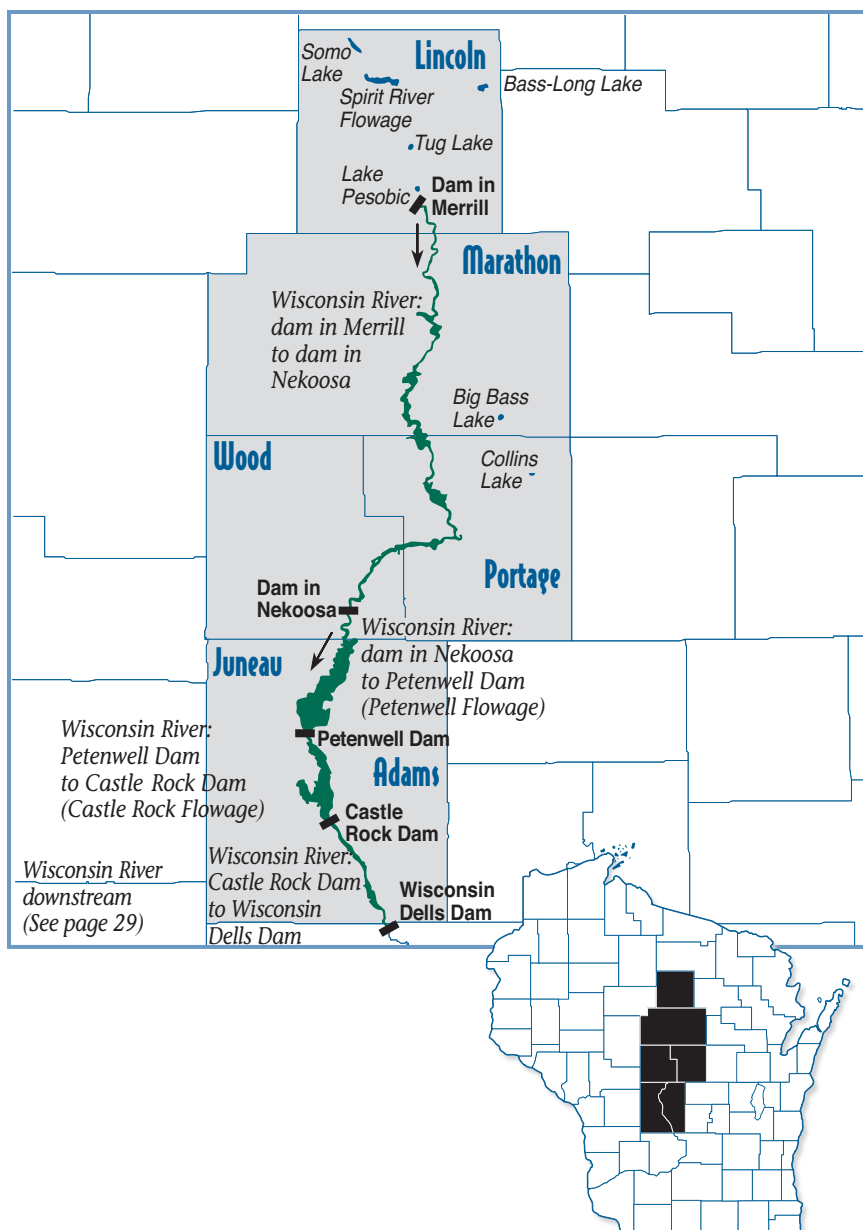 Somo
Lake
Lincoln
Bass-Long Lake
Spirit River
Flowage
Tug Lake
Lake
Pesobic
Dam in
Merrill
Marathon
Wisconsin River:
dam in Merrill
to dam in
Nekoosa
Big Bass
Lake
Wood
Collins
Lake
Portage
Dam in
Nekoosa
Wisconsin River:
dam in Nekoosa
to Petenwell Dam
(Petenwell Flowage)
Juneau
Wisconsin River:
Petenwell Dam
to Castle Rock Dam
(Castle Rock Flowage)
Petenwell Dam
Adams
Castle
Rock Dam
Wisconsin River
downstream
(See page 29)
Wisconsin River:
Castle Rock Dam
to Wisconsin
Dells Dam
Wisconsin
Dells Dam